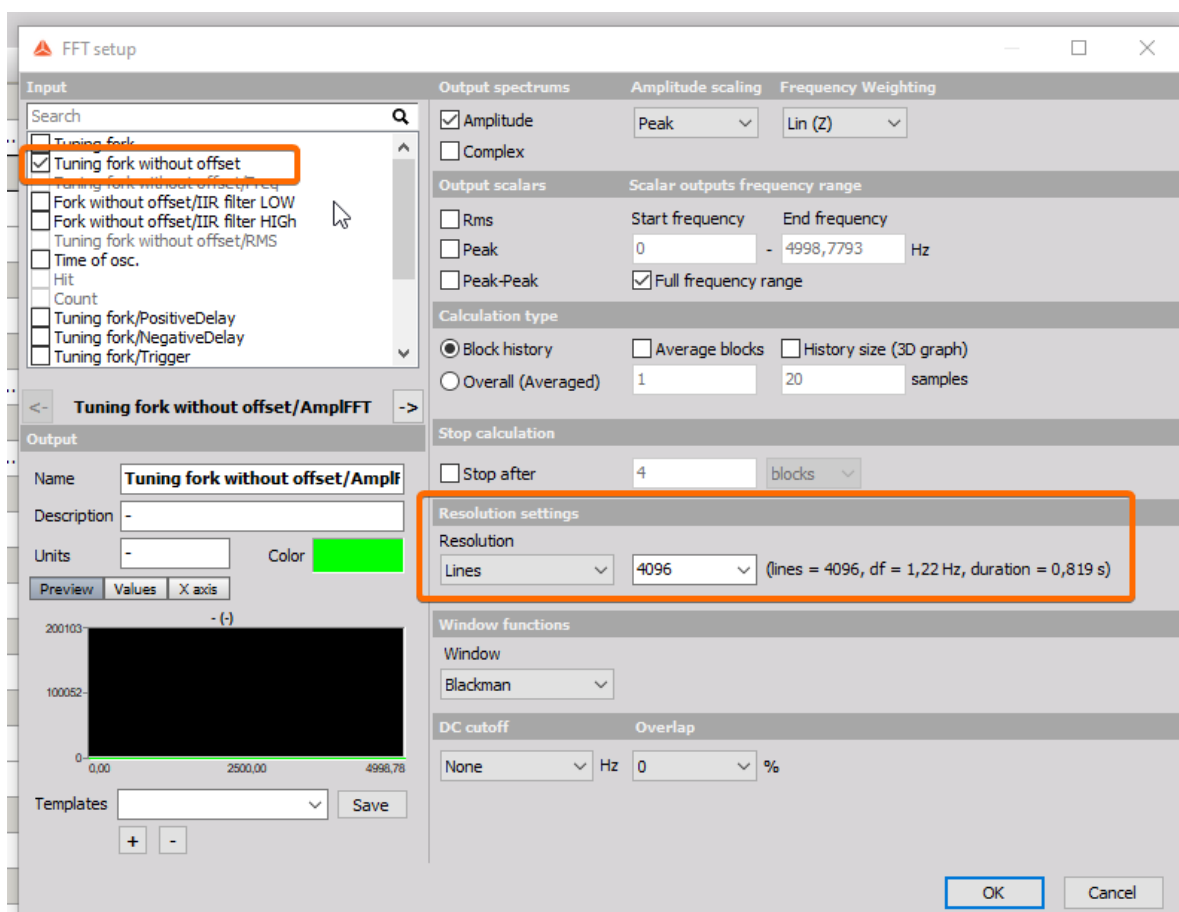 FFT setup
Input
Search
Tuning fork
Tuning fork without offset
Tuning fork without offset/Freq
Fork without offset/IIR filter LOW
Fork without offset/IIR filter HIGh
Tuning fork without offset/RMS
Time of osc.
Hit
Count
Tuning fork/PositiveDelay
Tuning fork/NegativeDelay
Tuning fork/Trigger
<- Tuning fork without offset/AmplFFT ->
Output
Name Tuning fork without offset/AmplF
Description -
Units - Color
Preview Values X axis
- (-)
200103
100052
0
0,00 2500,00 4998,78
Templates Save
+ -
Output spectrums Amplitude scaling Frequency Weighting
Amplitude Peak Lin (Z)
Complex
Output scalars Scalar outputs frequency range
Rms Start frequency End frequency
Peak 0 - 4998,7793 Hz
Peak-Peak Full frequency range
Calculation type
Block history Average blocks History size (3D graph)
Overall (Averaged) 1 20 samples
Stop calculation
Stop after 4 blocks
Resolution settings
Resolution
Lines 4096 (lines = 4096, df = 1,22 Hz, duration = 0,819 s)
Window functions
Window
Blackman
DC cutoff Overlap
None Hz 0 %
OK Cancel